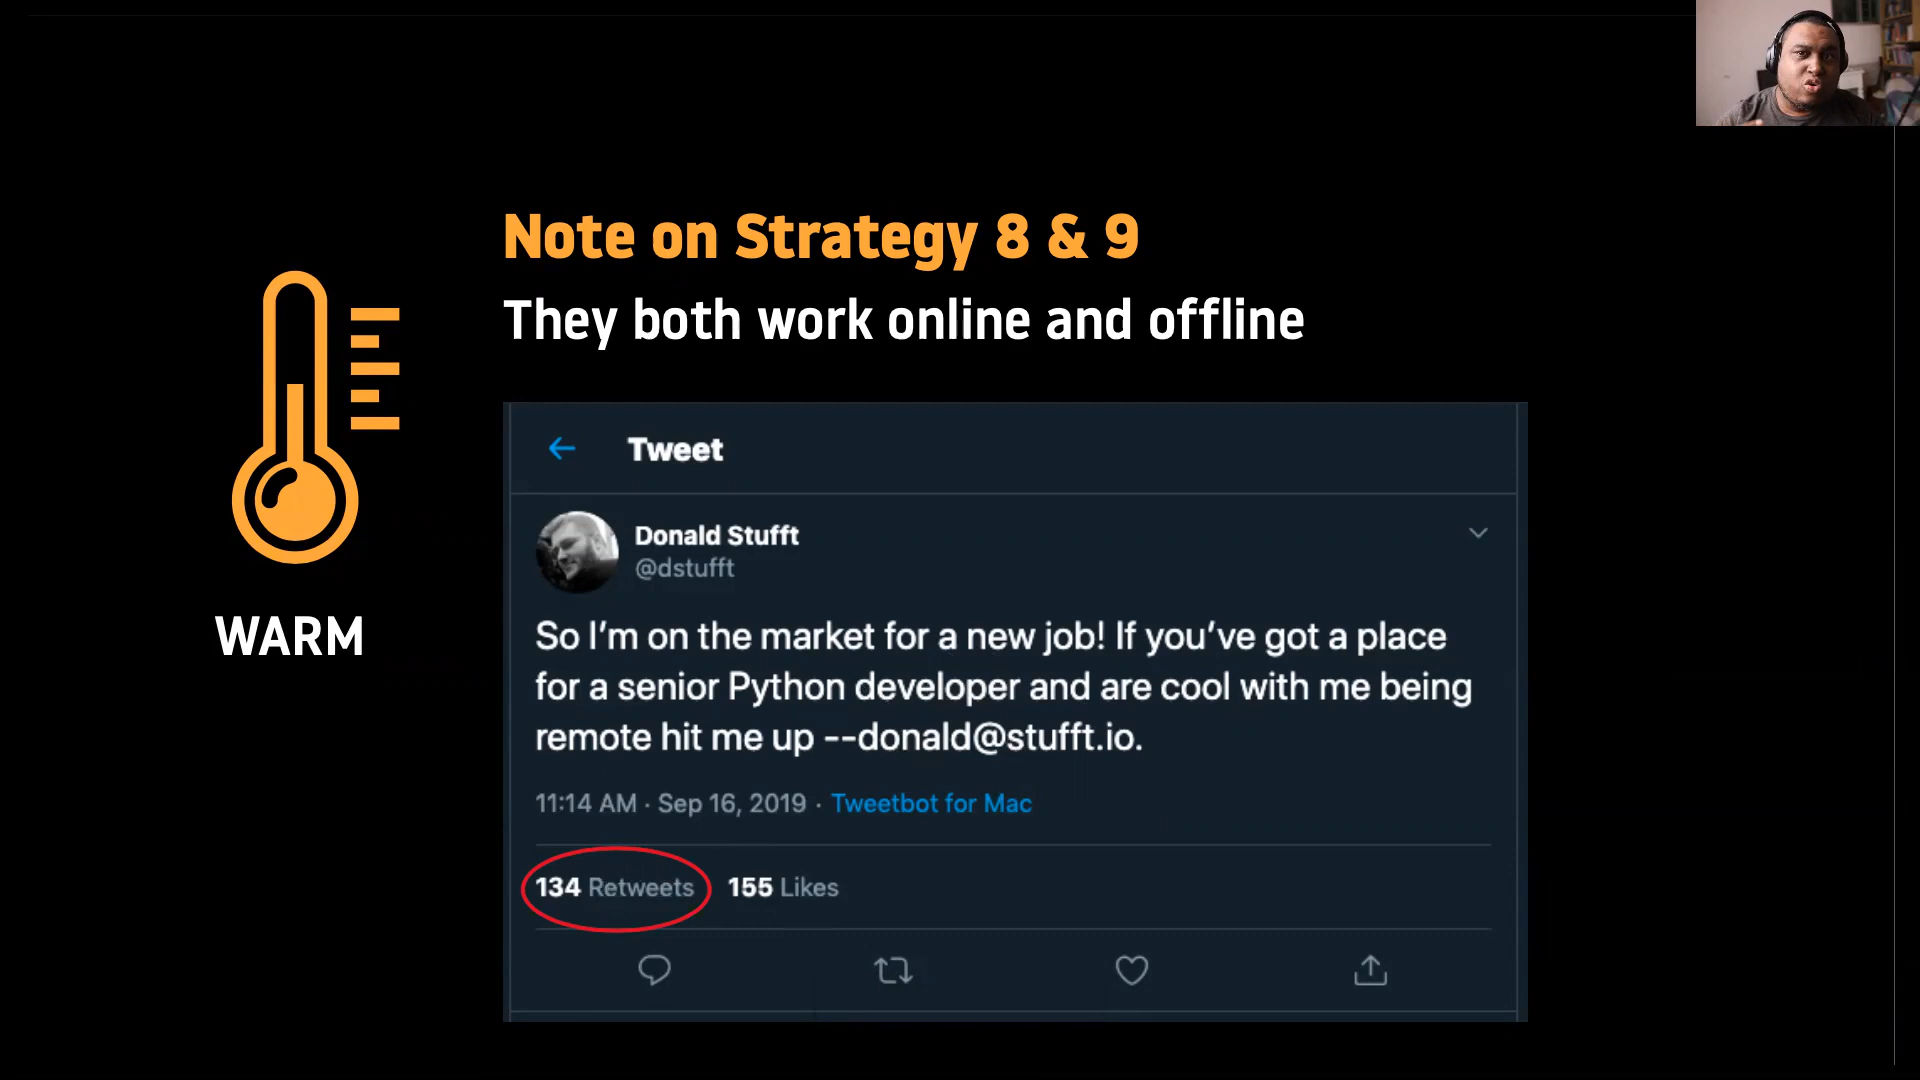 Note on Strategy 8 & 9
They both work online and offline
WARM
Tweet
Donald Stufft
@dstufft
So I’m on the market for a new job! If you’ve got a place
for a senior Python developer and are cool with me being
remote hit me up --donald@stufft.io.
11:14 AM · Sep 16, 2019 · Tweetbot for Mac
134 Retweets 155 Likes